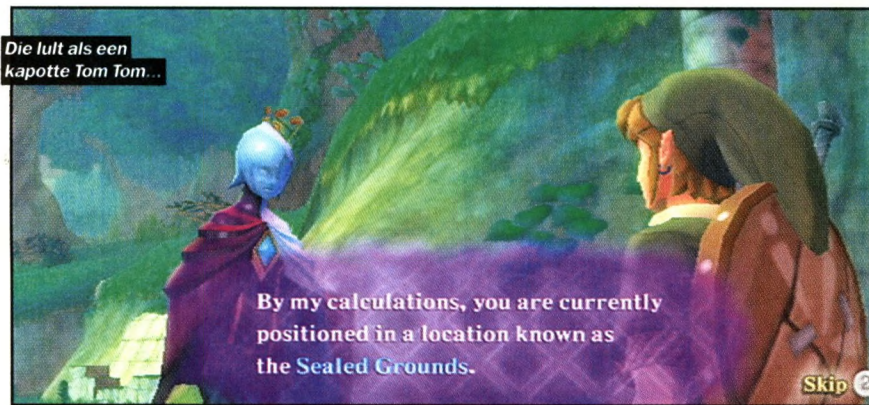 Die lult als een
kapotte Tom Tom...
By my calculations, you are currently
positioned in a location known as
the Sealed Grounds.
Skip 2